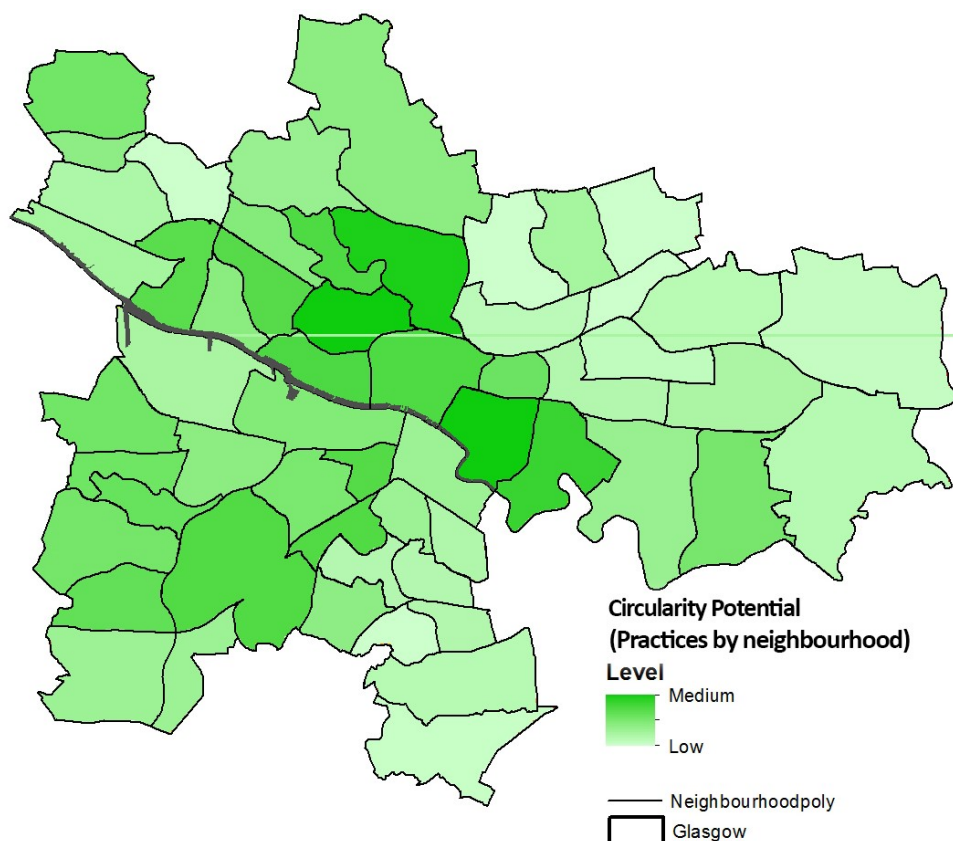 Circularity Potential
(Practices by neighbourhood)
Level
Medium
Low
Neighbourhoodpoly
Glasgow